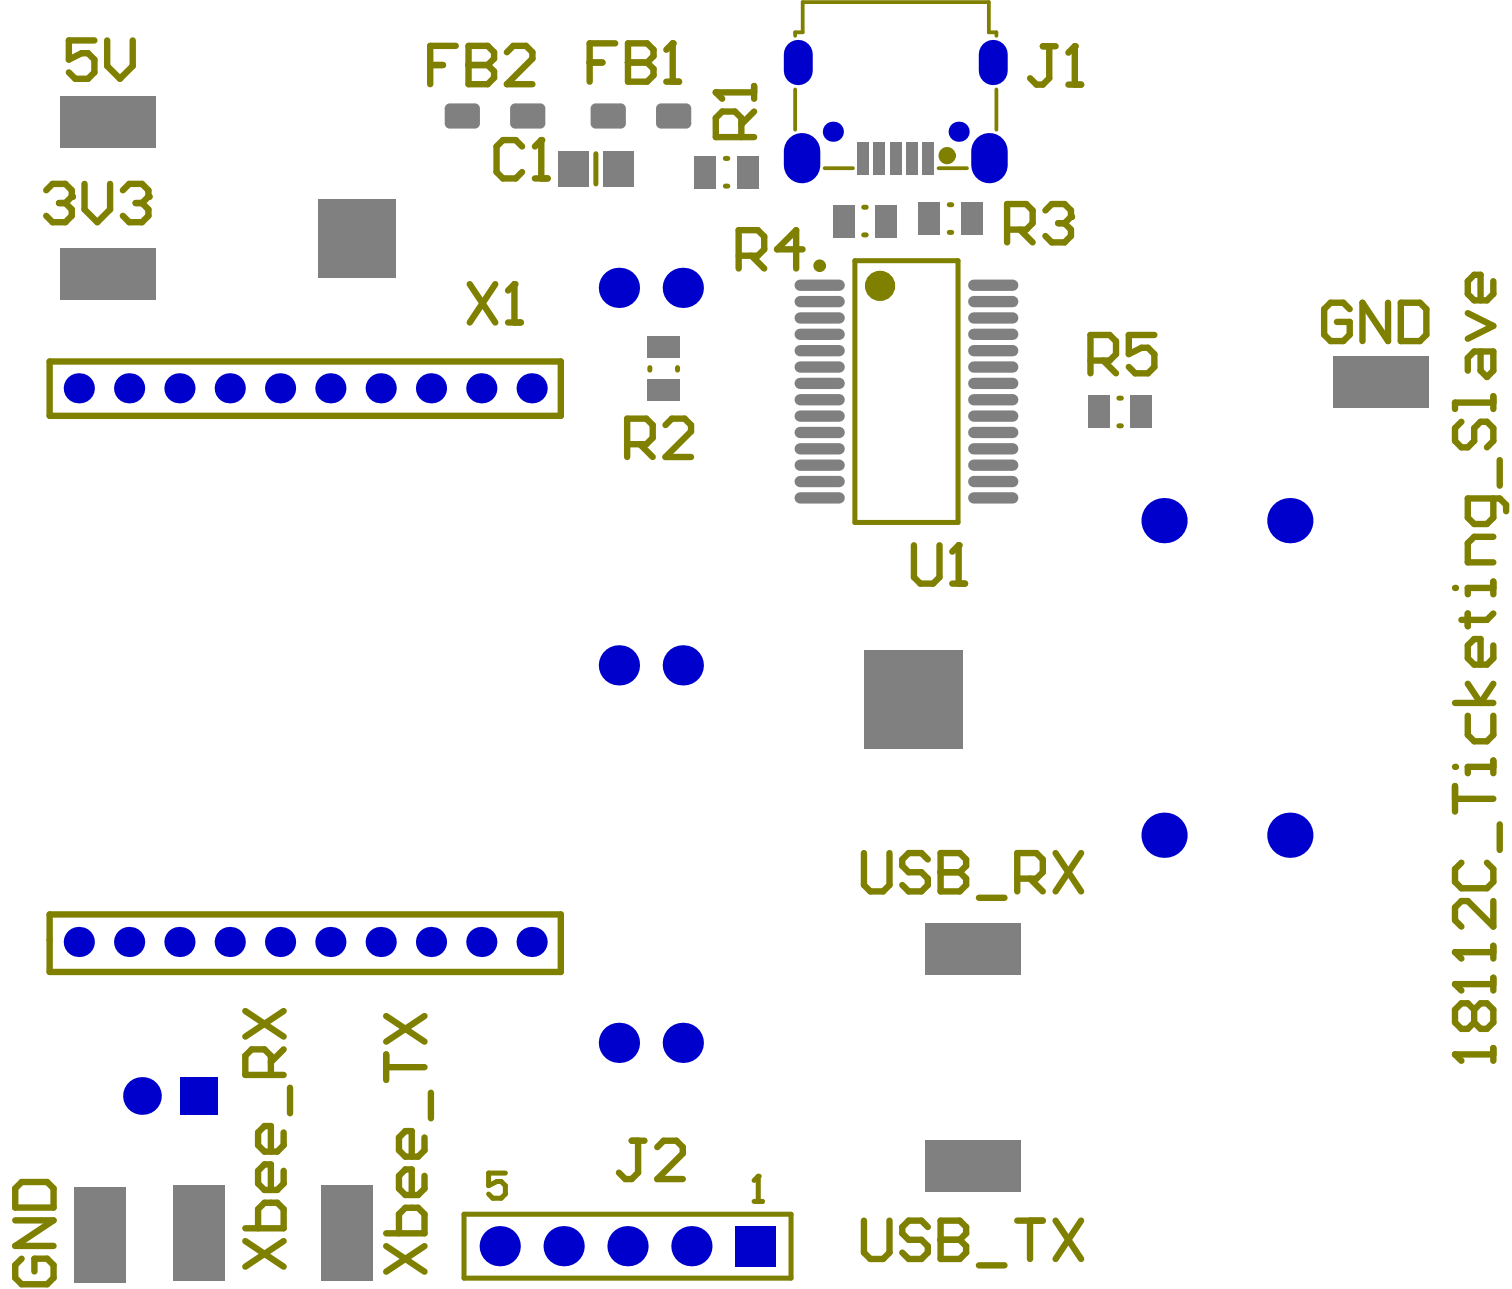 5V
FB2
FB1
J1
R1
C1
3V3
R3
R4
X1
GND
R5
R2
U1
18112C_Ticketing_Slave
USB_RX
Xbee_RX
Xbee_TX
J2
5
1
GND
USB_TX